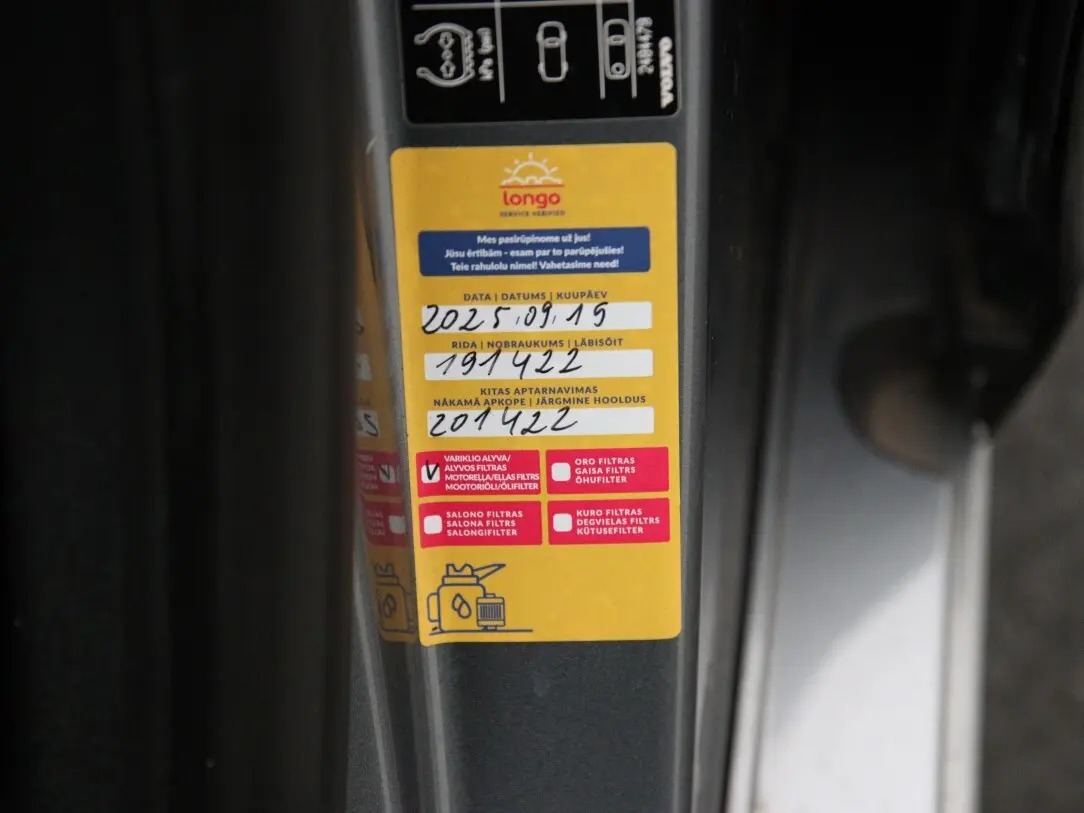 kPa (psi)
2484479
VOLVO
longo
SERVICE VERIFIED
Mes pasirūpinome už jus!
Jūsu ērtībām - esam par to parūpējušies!
Teie rahulolu nimel! Vahetasime need!
DATA | DATUMS | KUUPÄEV
2025.09.15
RIDA | NOBRAUKUMS | LÄBISÕIT
191422
KITAS APTARNAVIMAS
NĀKAMĀ APKOPE | JÄRGMINE HOOLDUS
201422
V
VARIKLIO ALYVA/
ALYVOS FILTRAS
MOTOREĻĻA/EĻĻAS FILTRS
MOOTORIÕLI/ÕLIFILTER
ORO FILTRAS
GAISA FILTRS
ÕHUFILTER
SALONO FILTRAS
SALONA FILTRS
SALONGIFILTER
KURO FILTRAS
DEGVIELAS FILTRS
KÜTUSEFILTER